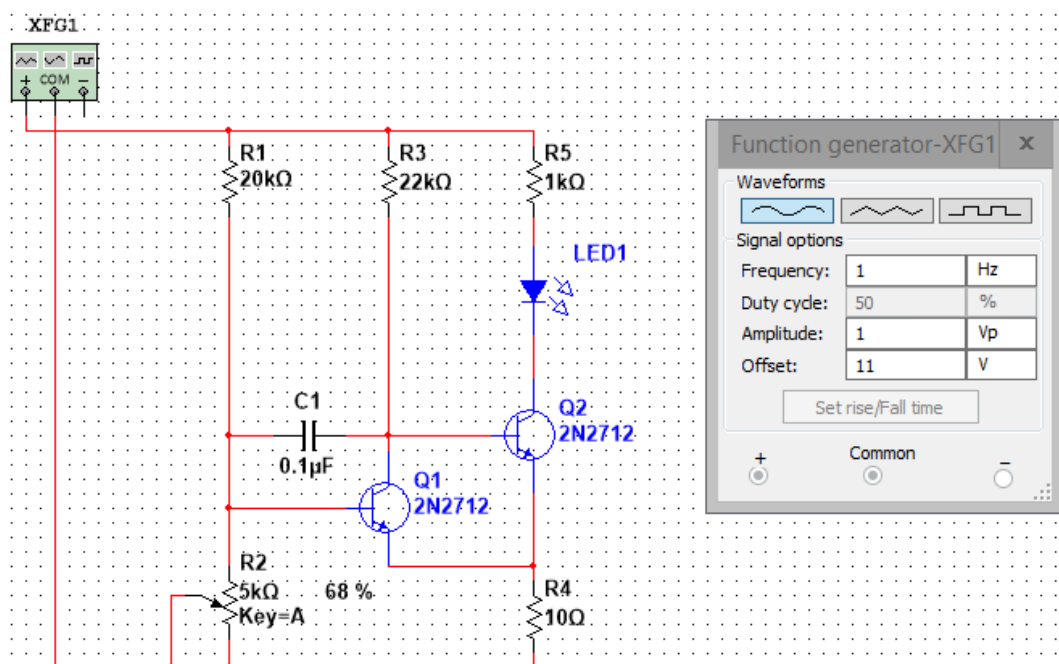 XFG1
+ COM −
R1
20kΩ
R3
22kΩ
R5
1kΩ
LED1
C1
0.1µF
Q2
2N2712
Q1
2N2712
R2
5kΩ 68 %
Key=A
R4
10Ω
Function generator-XFG1 x
Waveforms
Signal options
Frequency: 1 Hz
Duty cycle: 50 %
Amplitude: 1 Vp
Offset: 11 V
Set rise/Fall time
+ Common −